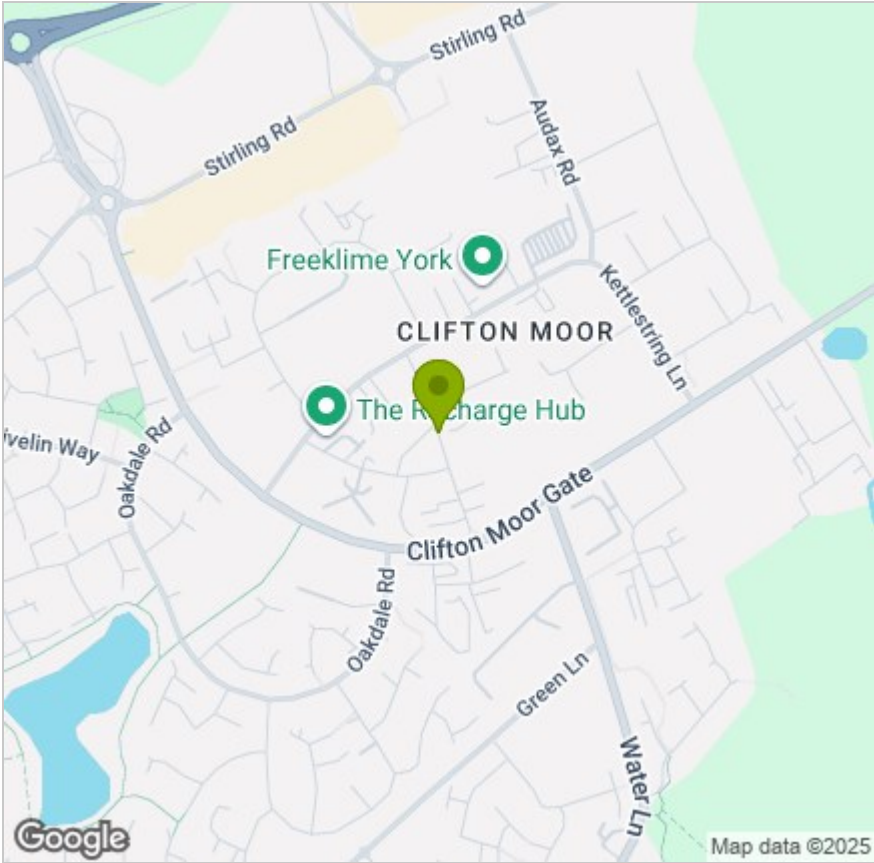 Stirling Rd
Stirling Rd
Audax Rd
Freeklime York
Kettlestring Ln
CLIFTON MOOR
The R charge Hub
ivelin Way
Oakdale Rd
Clifton Moor Gate
Oakdale Rd
Green Ln
Water Ln
Google
Map data ©2025